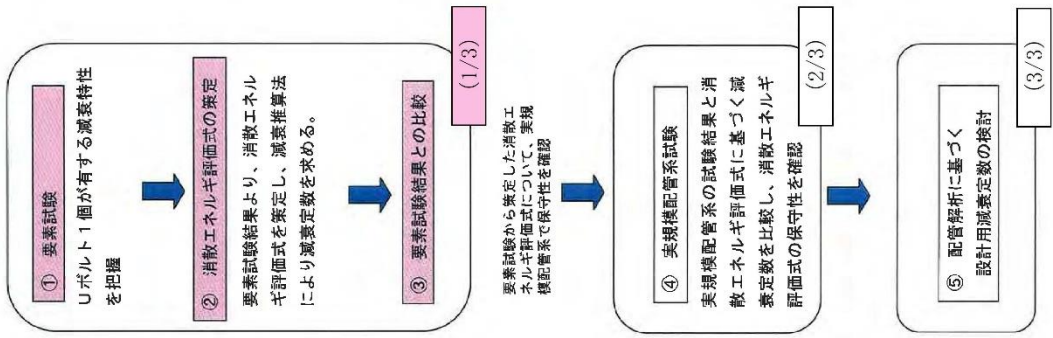 ① 要素試験
Uボルト1個が有する減衰特性
を把握
② 消散エネルギ評価式の策定
要素試験結果より、消散エネル
ギ評価式を策定し、減衰推算法
により減衰定数を求める。
③ 要素試験結果との比較
(1/3)
要素試験から策定した消散エ
ネルギ評価式について、実規
模配管系で保守性を確認
④ 実規模配管系試験
実規模配管系の試験結果と消
散エネルギ評価式に基づく減
衰定数を比較し、消散エネルギ
評価式の保守性を確認
(2/3)
⑤ 配管解析に基づく
設計用減衰定数の検討
(3/3)